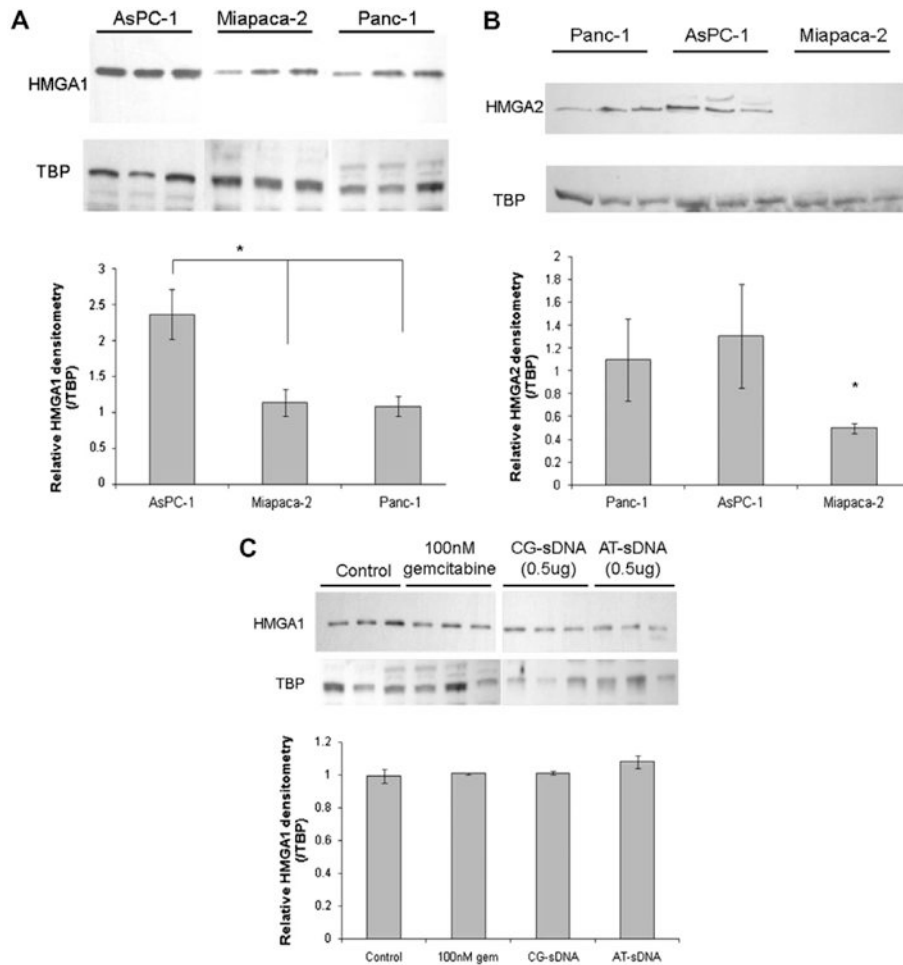 A
AsPC-1 Miapaca-2 Panc-1
HMGA1
TBP
*
Relative HMGA1 densitometry
(/TBP)
3
2.5
2
1.5
1
0.5
0
AsPC-1 Miapaca-2 Panc-1
B
Panc-1 AsPC-1 Miapaca-2
HMGA2
TBP
Relative HMGA2 densitometry
(/TBP)
2
1.8
1.6
1.4
1.2
1
0.8
0.6
0.4
0.2
0
*
Panc-1 AsPC-1 Miapaca-2
C
Control
100nM
gemcitabine
CG-sDNA
(0.5ug)
AT-sDNA
(0.5ug)
HMGA1
TBP
Relative HMGA1 densitometry
(/TBP)
1.2
1
0.8
0.6
0.4
0.2
0
Control 100nM gem CG-sDNA AT-sDNA